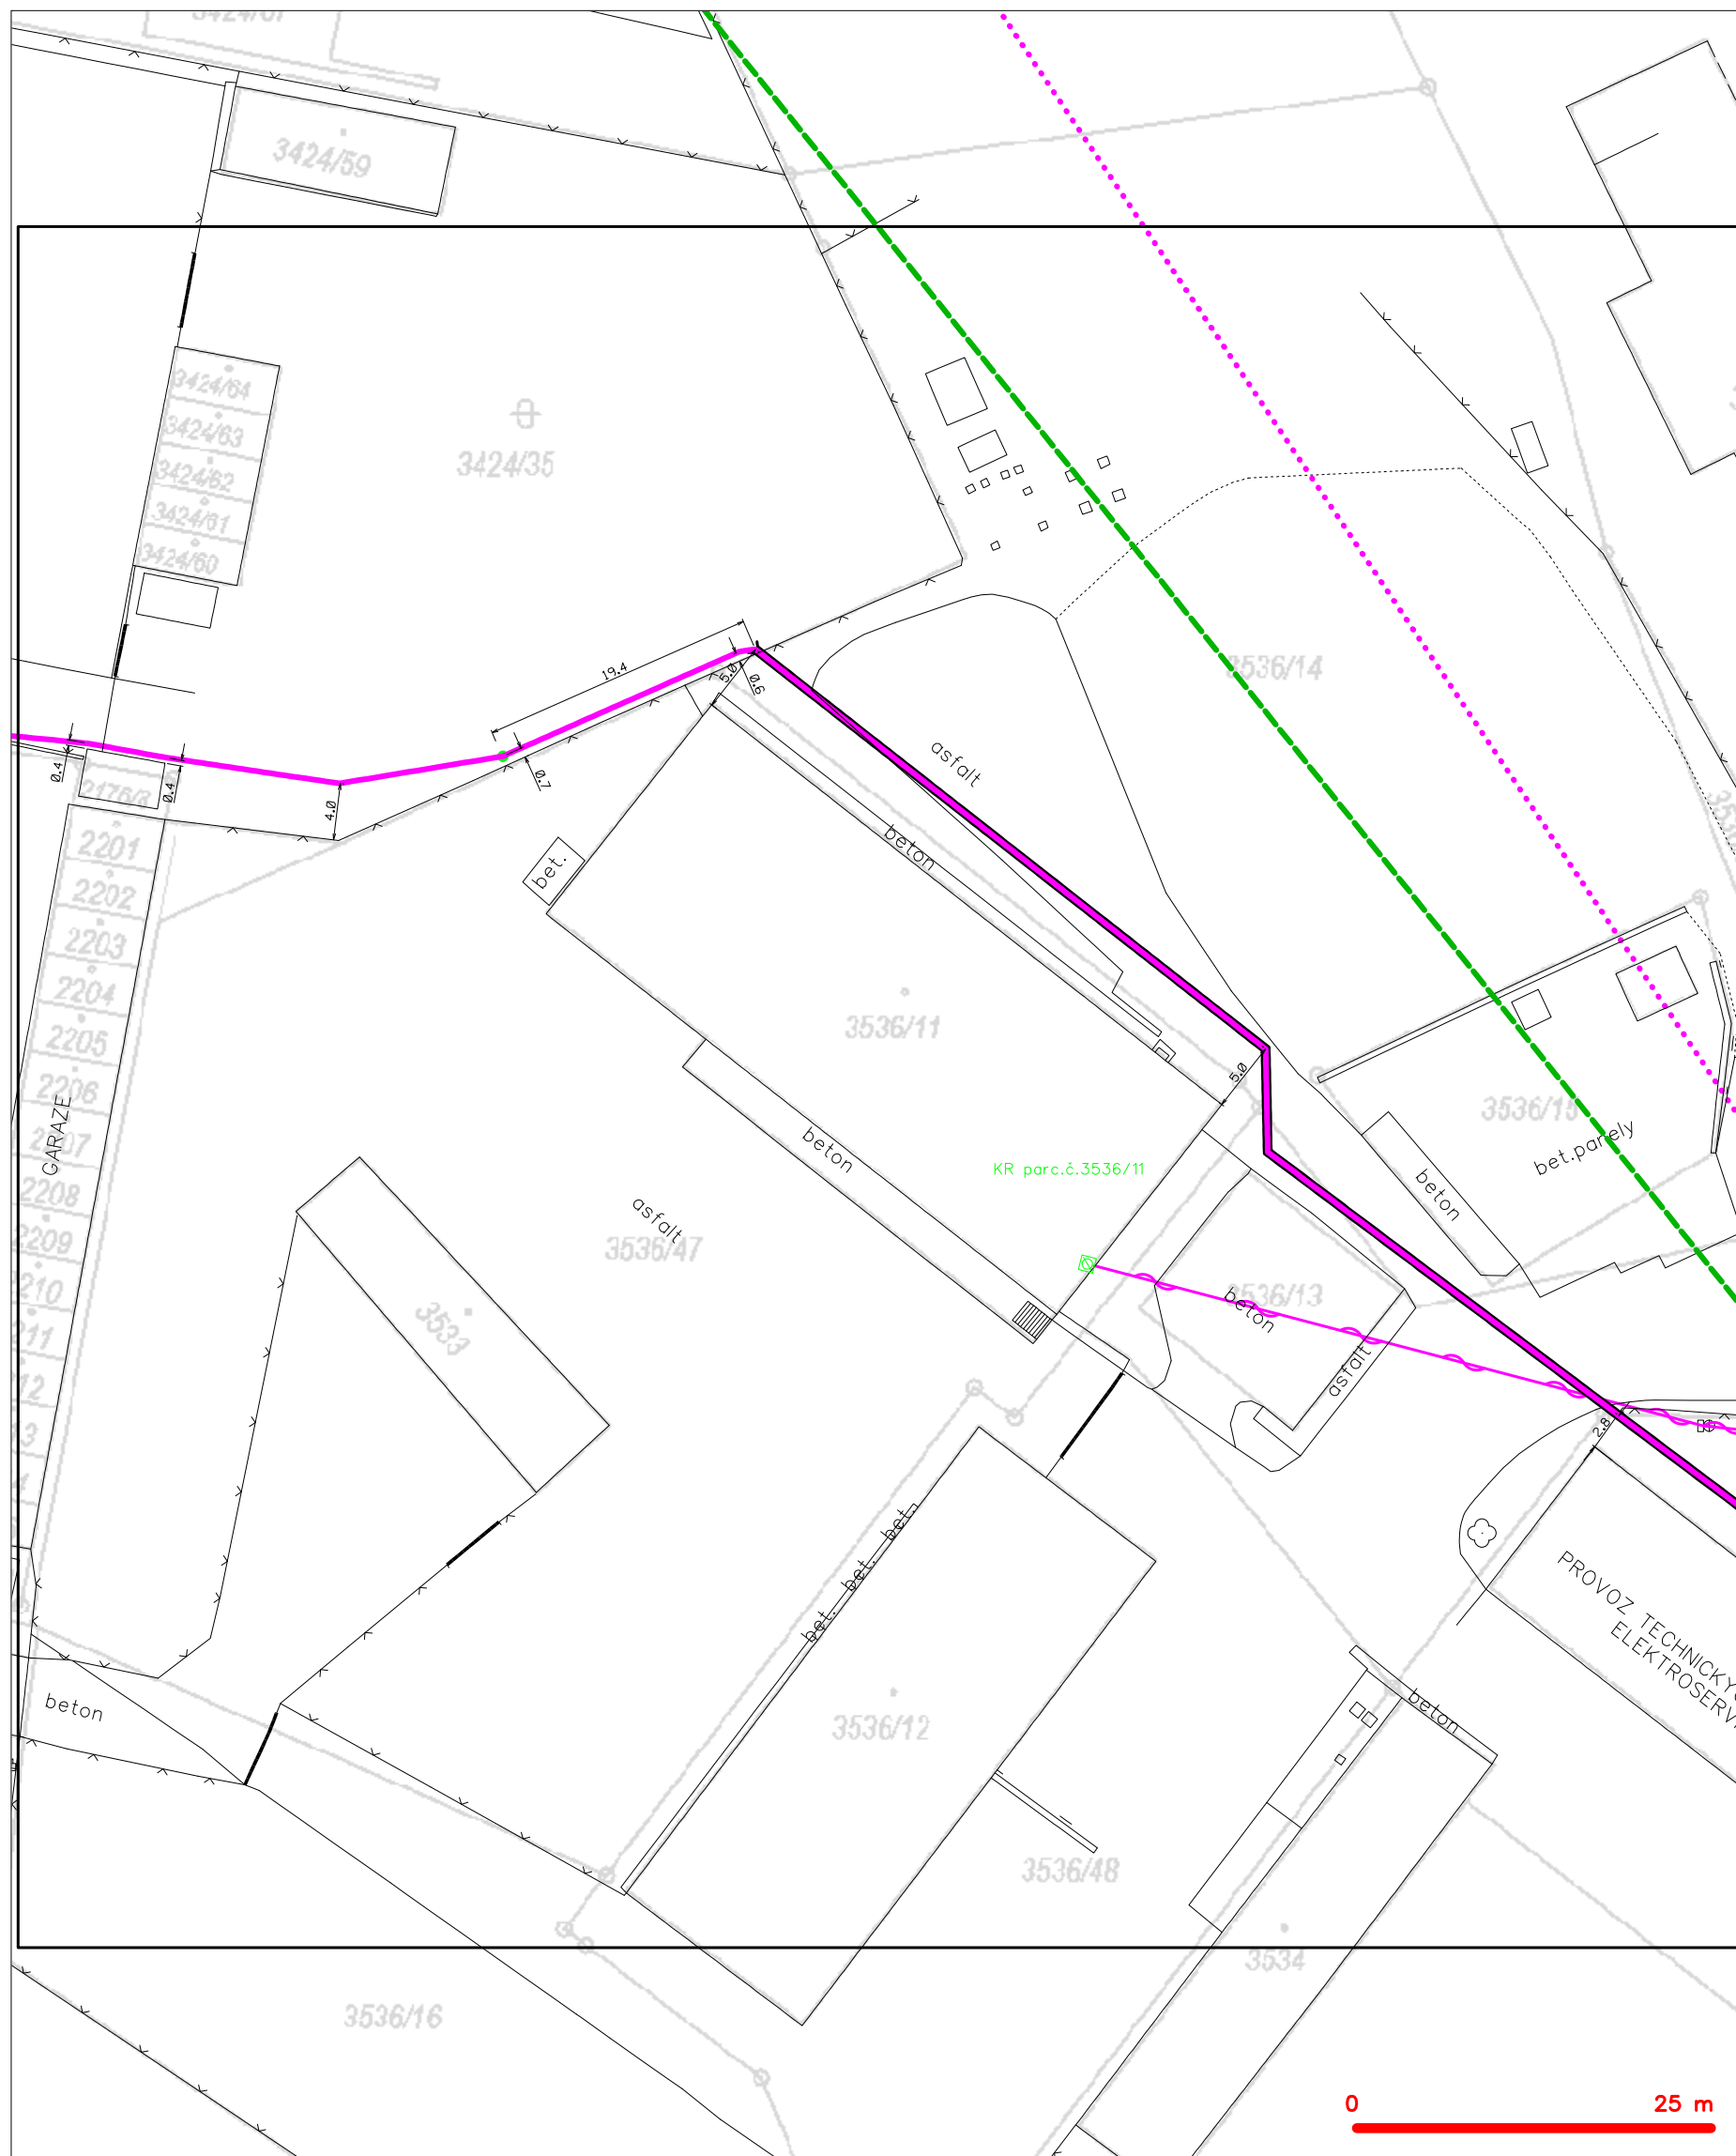 3424/59
3424/64
3424/63
3424/62
3424/61
3424/60
3424/35
3536/14
19.4
5.0
0.6
0.7
0.4
0.4
4.0
2176/3
asfalt
beton
bet.
2201
2202
2203
2204
2205
2206
2207
2208
2209
GARAZE
3536/11
5.0
3536/15
bet.panely
beton
beton
KR parc.č.3536/11
asfalt
3536/47
3536/13
beton
asfalt
3533
2.8
bet.
bet.
bet.
PROVOZ TECHNICKY
ELEKTROSERV
beton
beton
3536/12
3536/48
3534
3536/16
0 25 m